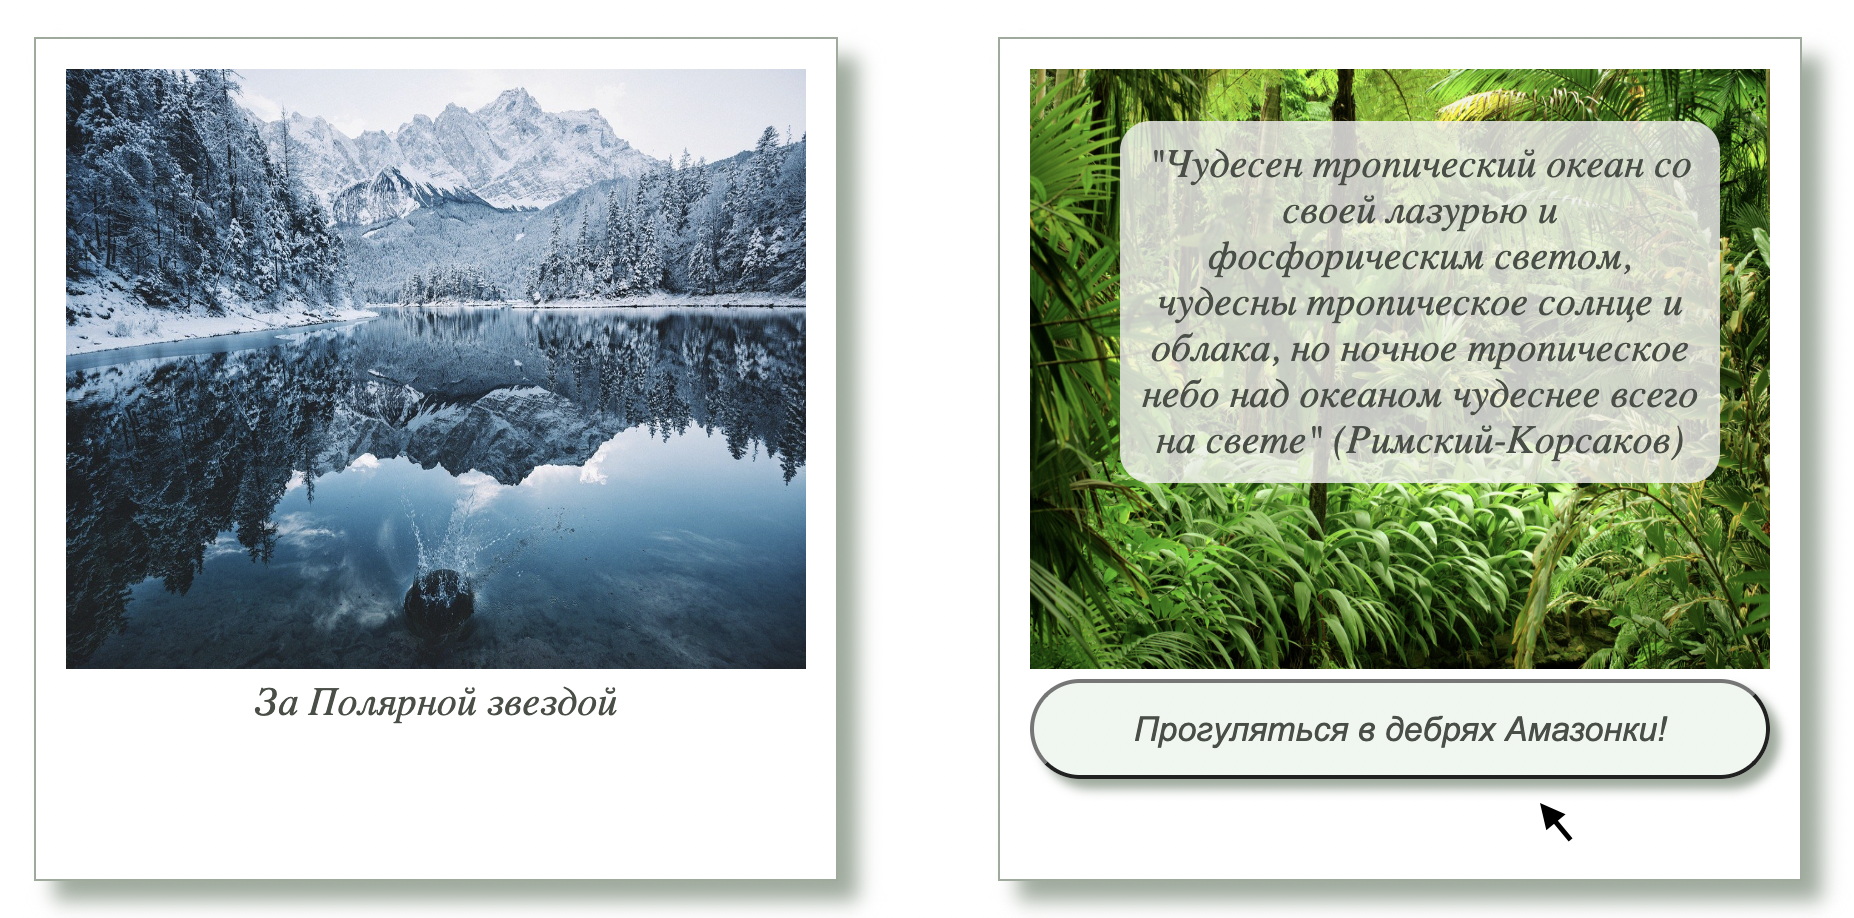 "Чудесен тропический океан со
своей лазурью и
фосфорическим светом,
чудесны тропическое солнце и
облака, но ночное тропическое
небо над океаном чудеснее всего
на свете" (Римский-Корсаков)
За Полярной звездой
Прогуляться в дебрях Амазонки!